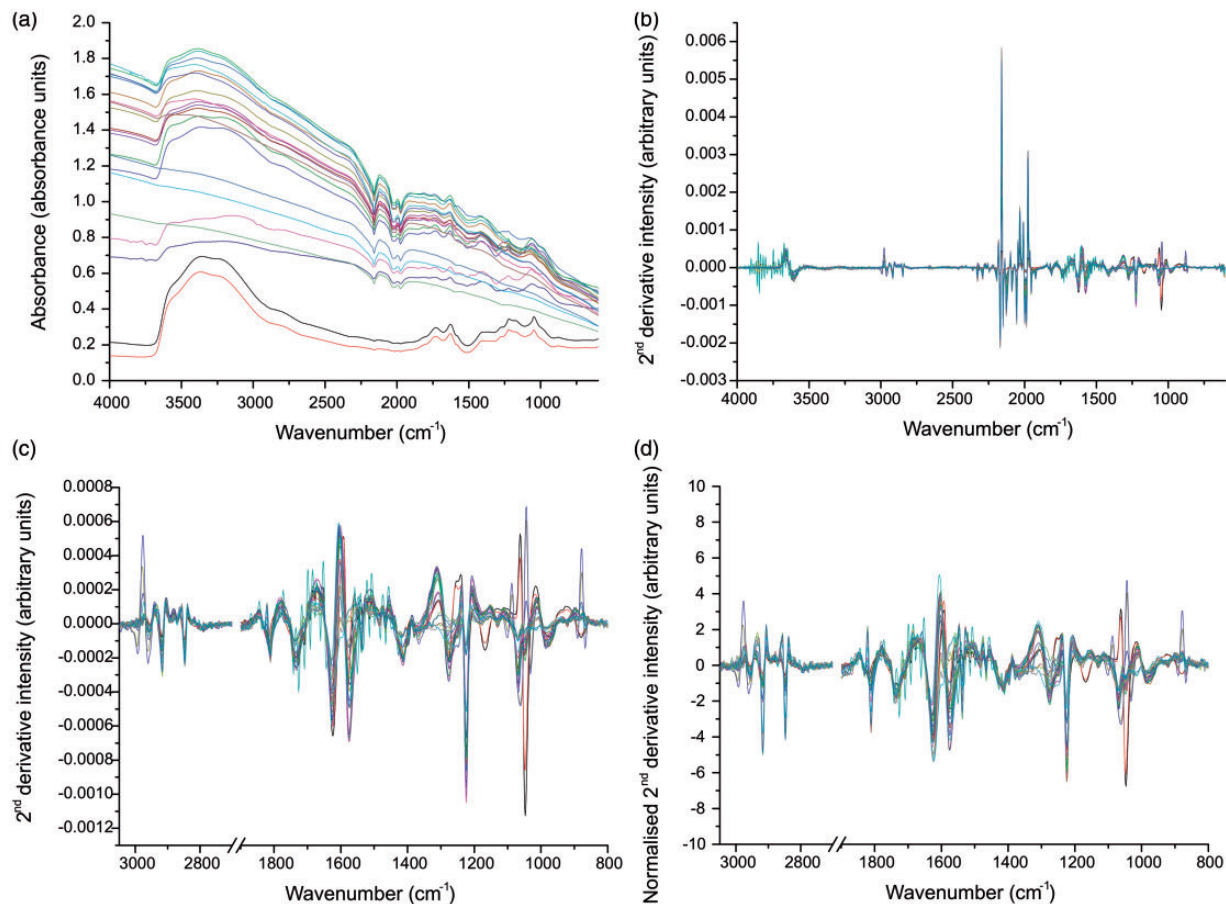 (a)
2.0
1.8
1.6
1.4
1.2
1.0
0.8
0.6
0.4
0.2
0.0
Absorbance (absorbance units)
4000 3500 3000 2500 2000 1500 1000
Wavenumber (cm⁻¹)
(b)
0.006
0.005
0.004
0.003
0.002
0.001
0.000
-0.001
-0.002
-0.003
2ⁿᵈ derivative intensity (arbitrary units)
4000 3500 3000 2500 2000 1500 1000
Wavenumber (cm⁻¹)
(c)
0.0008
0.0006
0.0004
0.0002
0.0000
-0.0002
-0.0004
-0.0006
-0.0008
-0.0010
-0.0012
2ⁿᵈ derivative intensity (arbitrary units)
3000 2800 1800 1600 1400 1200 1000 800
Wavenumber (cm⁻¹)
(d)
10
8
6
4
2
0
-2
-4
-6
-8
-10
Normalised 2ⁿᵈ derivative intensity (arbitrary units)
3000 2800 1800 1600 1400 1200 1000 800
Wavenumber (cm⁻¹)